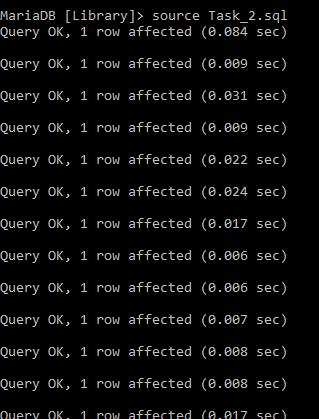 MariaDB [Library]> source Task_2.sql
Query OK, 1 row affected (0.084 sec)
Query OK, 1 row affected (0.009 sec)
Query OK, 1 row affected (0.031 sec)
Query OK, 1 row affected (0.009 sec)
Query OK, 1 row affected (0.022 sec)
Query OK, 1 row affected (0.024 sec)
Query OK, 1 row affected (0.017 sec)
Query OK, 1 row affected (0.006 sec)
Query OK, 1 row affected (0.006 sec)
Query OK, 1 row affected (0.007 sec)
Query OK, 1 row affected (0.008 sec)
Query OK, 1 row affected (0.008 sec)
Query OK, 1 row affected (0.017 sec)